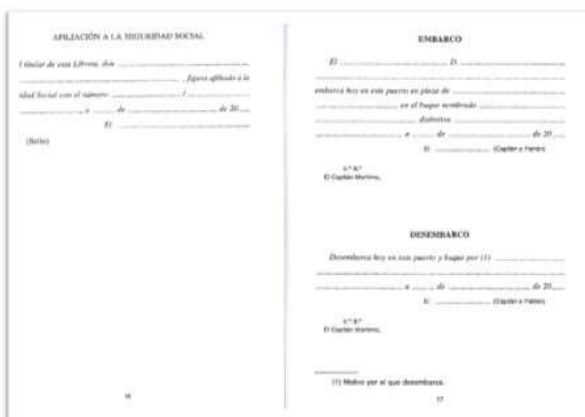 AFILIACIÓN A LA SEGURIDAD SOCIAL
l titular de esta Libreta, don
, figura afiliado a la
idad Social con el número / 
, a de de 20
El
(Sello)
16
EMBARCO
El D.
embarca hoy en este puerto en plaza de
en el buque nombrado
distintivo
, a de de 20
El (Capitán o Patrón)
V.º B.º
El Capitán Marítimo,
DESEMBARCO
Desembarca hoy en este puerto y buque por (1)
, a de de 20
El (Capitán o Patrón)
V.º B.º
El Capitán Marítimo,
(1) Motivo por el que desembarca.
17